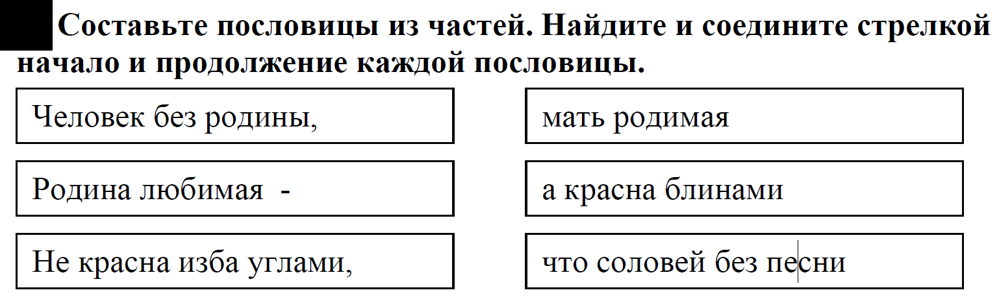 Составьте пословицы из частей. Найдите и соедините стрелкой
начало и продолжение каждой пословицы.
Человек без родины,
мать родимая
Родина любимая  -
а красна блинами
Не красна изба углами,
что соловей без песни